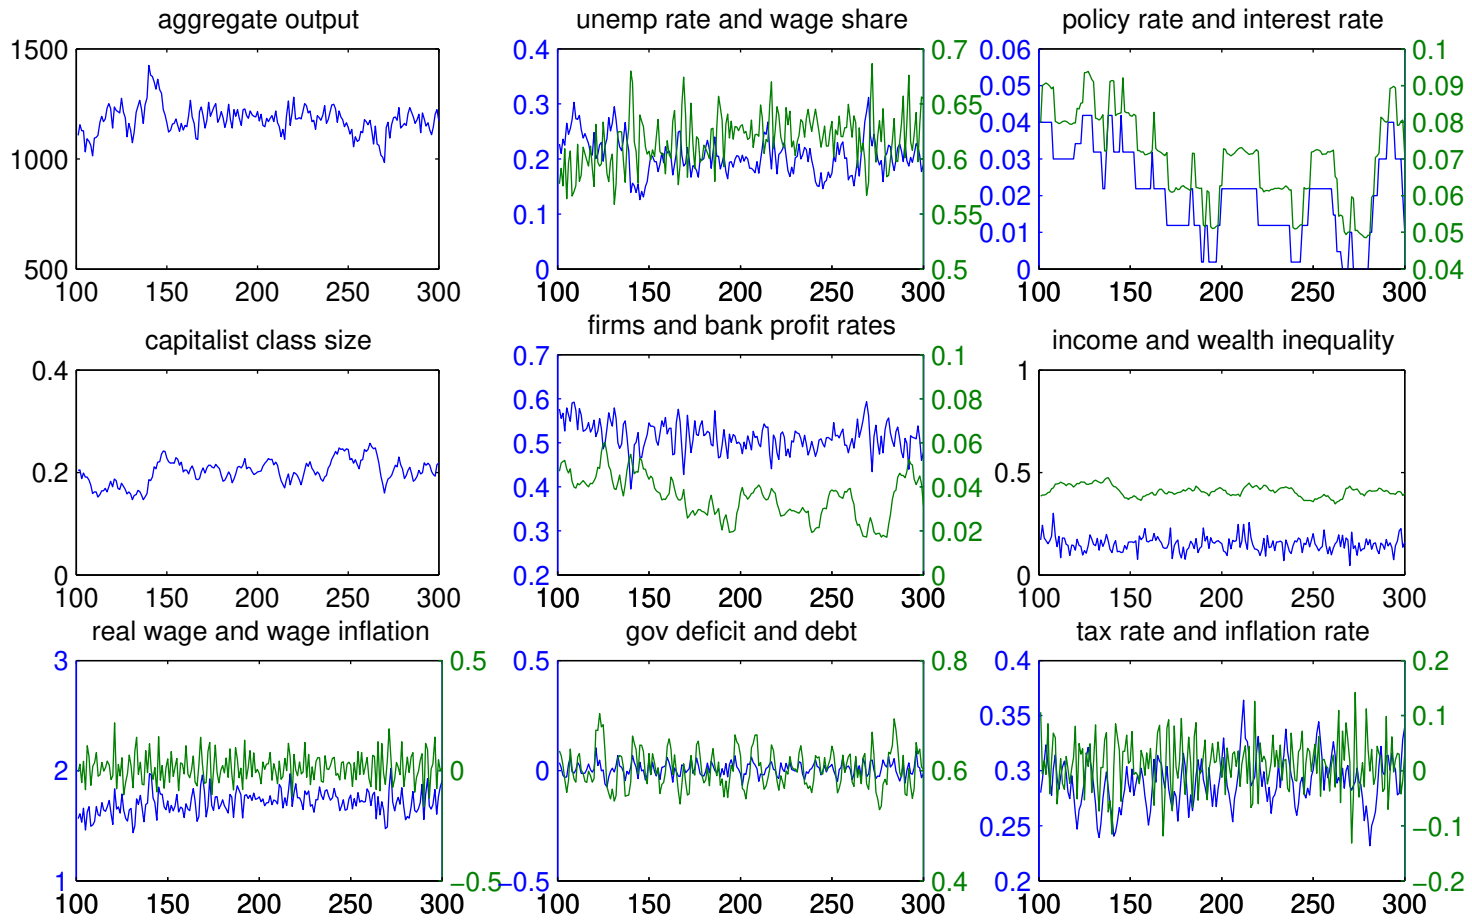 aggregate output
1500
1000
500
100 150 200 250 300
unemp rate and wage share
0.4 0.7
0.3 0.65
0.2 0.6
0.1 0.55
0 0.5
100 150 200 250 300
policy rate and interest rate
0.06 0.1
0.05 0.09
0.04 0.08
0.03 0.07
0.02 0.06
0.01 0.05
0 0.04
100 150 200 250 300
capitalist class size
0.4
0.2
0
100 150 200 250 300
firms and bank profit rates
0.7 0.1
0.6 0.08
0.5 0.06
0.4 0.04
0.3 0.02
0.2 0
100 150 200 250 300
income and wealth inequality
1
0.5
0
100 150 200 250 300
real wage and wage inflation
3 0.5
2 0
1 −0.5
100 150 200 250 300
gov deficit and debt
0.5 0.8
0 0.6
−0.5 0.4
100 150 200 250 300
tax rate and inflation rate
0.4 0.2
0.35 0.1
0.3 0
0.25 −0.1
0.2 −0.2
100 150 200 250 300